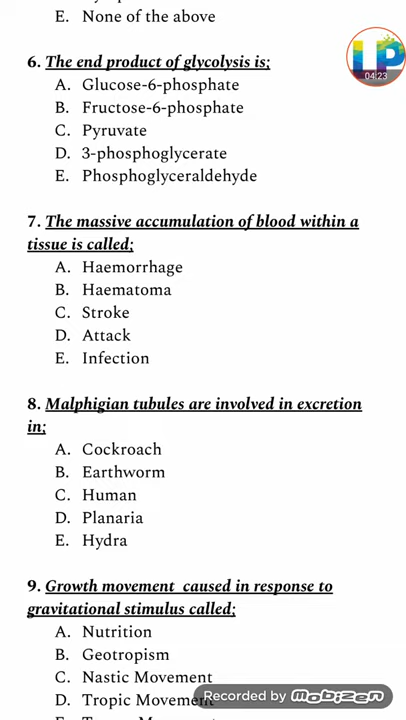 E. None of the above
6. The end product of glycolysis is;
A. Glucose-6-phosphate
B. Fructose-6-phosphate
C. Pyruvate
D. 3-phosphoglycerate
E. Phosphoglyceraldehyde
7. The massive accumulation of blood within a
tissue is called;
A. Haemorrhage
B. Haematoma
C. Stroke
D. Attack
E. Infection
8. Malphigian tubules are involved in excretion
in;
A. Cockroach
B. Earthworm
C. Human
D. Planaria
E. Hydra
9. Growth movement caused in response to
gravitational stimulus called;
A. Nutrition
B. Geotropism
C. Nastic Movement
D. Tropic Movement
LP
04:23
Recorded by mobizen